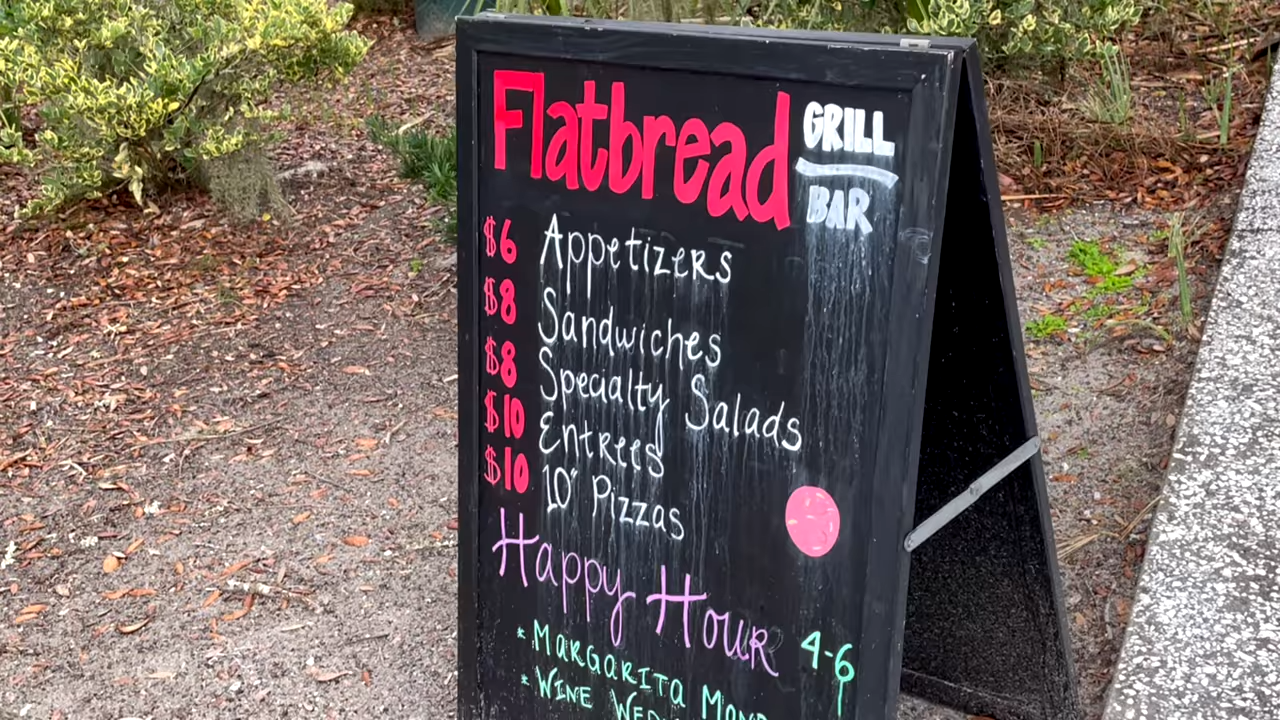 Flatbread GRILL
BAR
$6 Appetizers
$8 Sandwiches
$8 Specialty Salads
$10 Entrees
$10 10" Pizzas
Happy Hour 4-6
* MARGARITA
* WINE